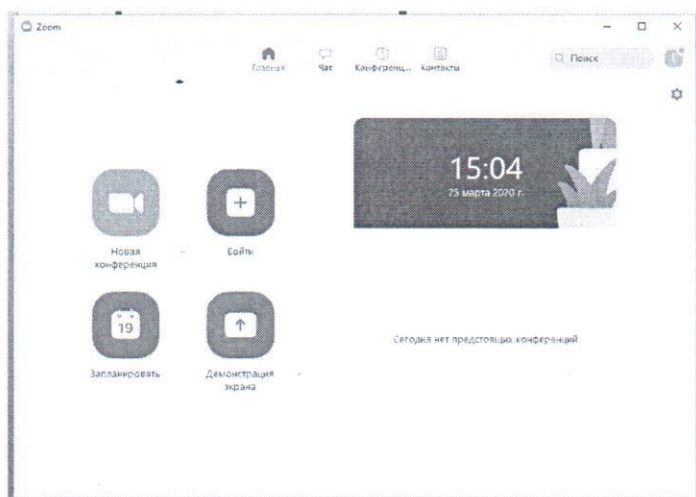 Zoom
Главная
Чат
Конференц...
Контакты
Поиск
15:04
25 марта 2020 г.
Новая
конференция
Войти
19
Запланировать
Демонстрация
экрана
Сегодня нет предстоящих конференций